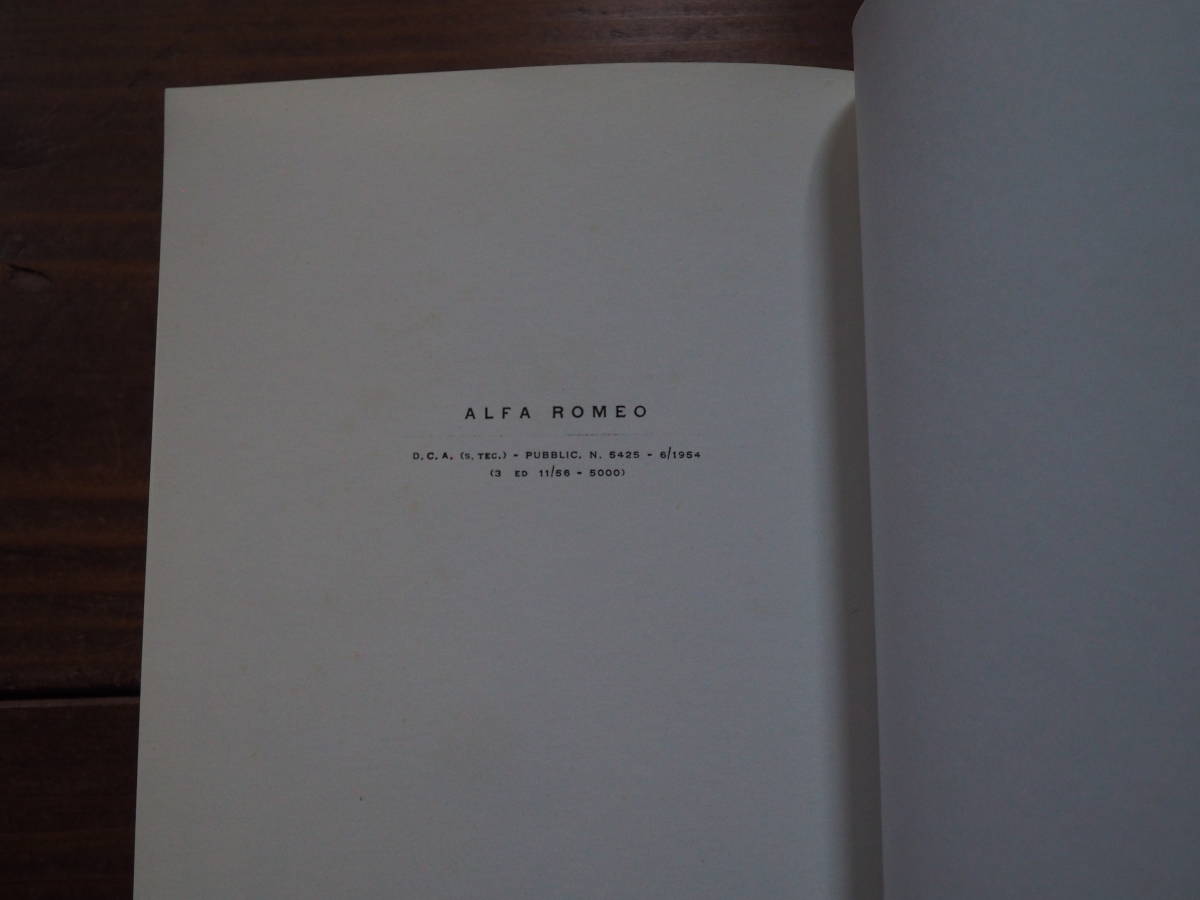 ALFA ROMEO
D.C.A. (S. TEC.) - PUBBLIC. N. 5425 - 6/1954
(3 ED 11/56 - 5000)